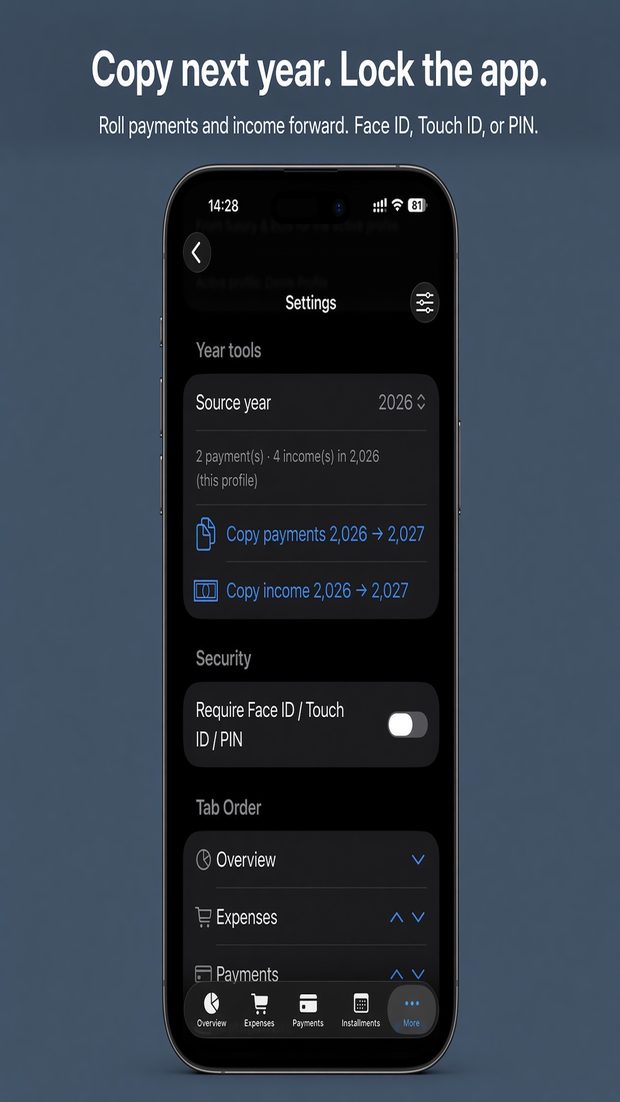 Copy next year. Lock the app.
Roll payments and income forward. Face ID, Touch ID, or PIN.
14:28
81
Settings
Year tools
Source year 2026
2 payment(s) · 4 income(s) in 2,026
(this profile)
Copy payments 2,026 → 2,027
Copy income 2,026 → 2,027
Security
Require Face ID / Touch
ID / PIN
Tab Order
Overview
Expenses
Payments
Overview Expenses Payments Installments More